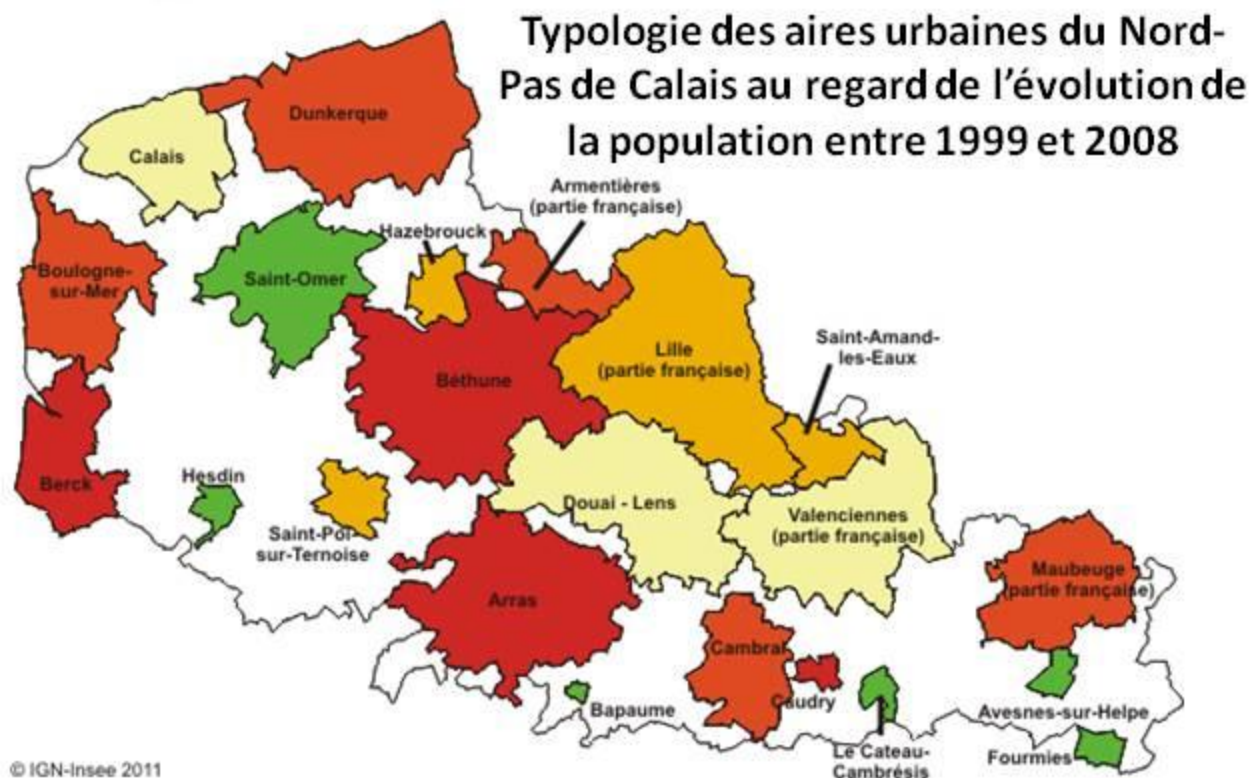 Typologie des aires urbaines du Nord-
Pas de Calais au regard de l'évolution de
la population entre 1999 et 2008
Dunkerque
Calais
Armentières
(partie française)
Hazebrouck
Boulogne-
sur-Mer
Saint-Omer
Lille
(partie française)
Saint-Amand-
les-Eaux
Béthune
Berck
Hesdin
Saint-Pol-
sur-Ternoise
Douai - Lens
Valenciennes
(partie française)
Maubeuge
(partie française)
Arras
Cambrai
Caudry
Bapaume
Avesnes-sur-Helpe
Le Cateau-
Cambrésis
Fourmies
© IGN-Insee 2011